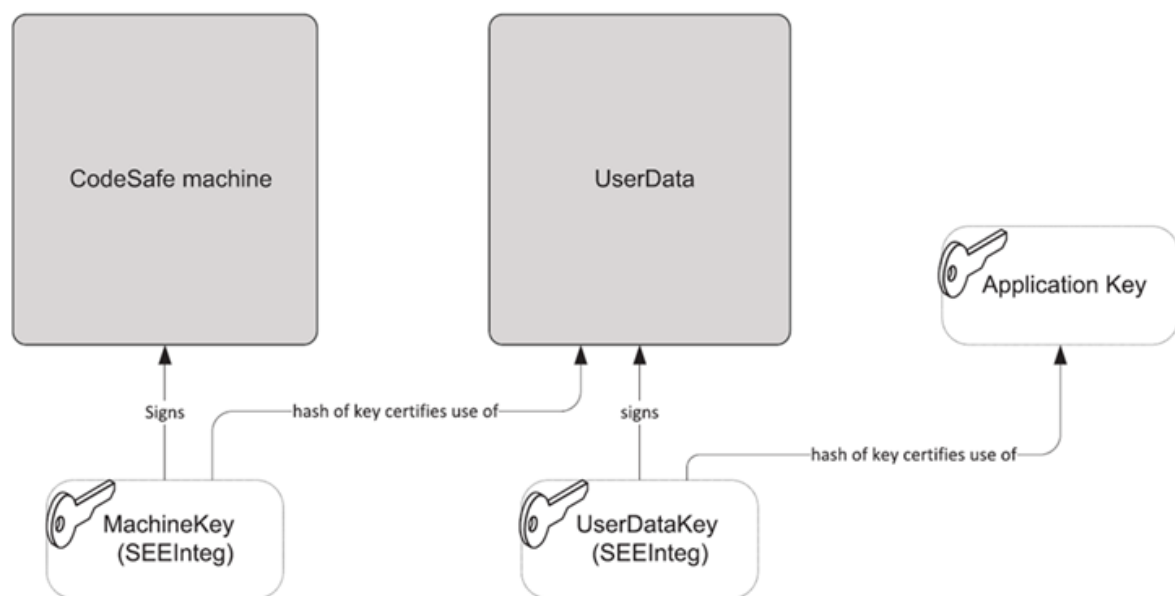 CodeSafe machine
UserData
Application Key
Signs
hash of key certifies use of
signs
hash of key certifies use of
MachineKey
(SEEInteg)
UserDataKey
(SEEInteg)